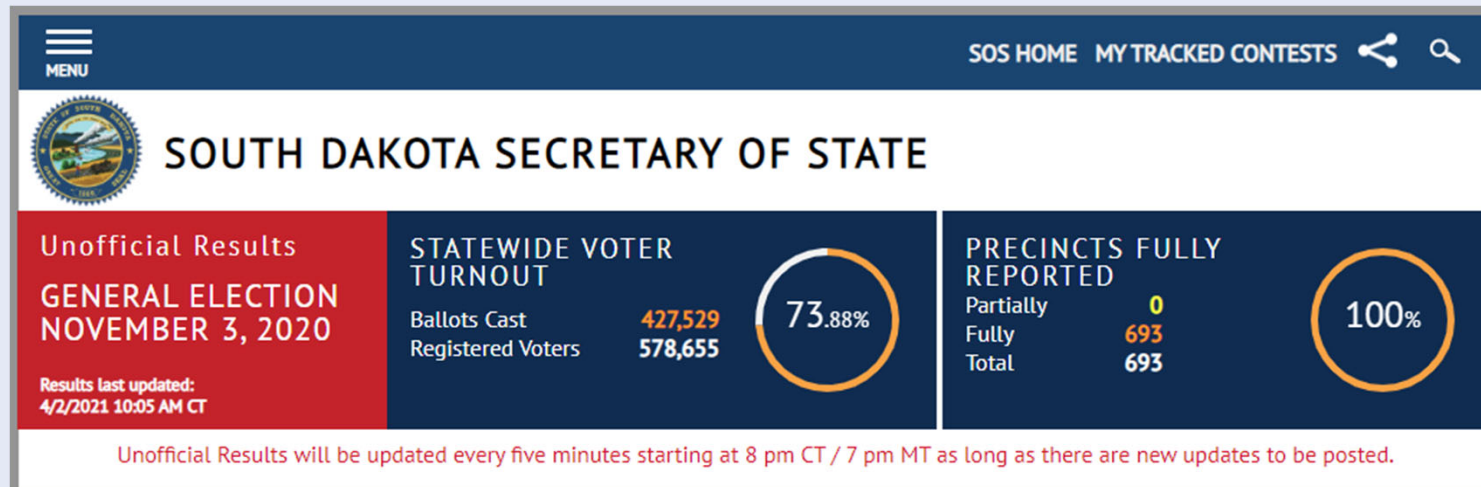 MENU
SOS HOME MY TRACKED CONTESTS
SOUTH DAKOTA SECRETARY OF STATE
Unofficial Results
GENERAL ELECTION
NOVEMBER 3, 2020
Results last updated:
4/2/2021 10:05 AM CT
STATEWIDE VOTER
TURNOUT
Ballots Cast 427,529
Registered Voters 578,655
73.88%
PRECINCTS FULLY
REPORTED
Partially 0
Fully 693
Total 693
100%
Unofficial Results will be updated every five minutes starting at 8 pm CT / 7 pm MT as long as there are new updates to be posted.